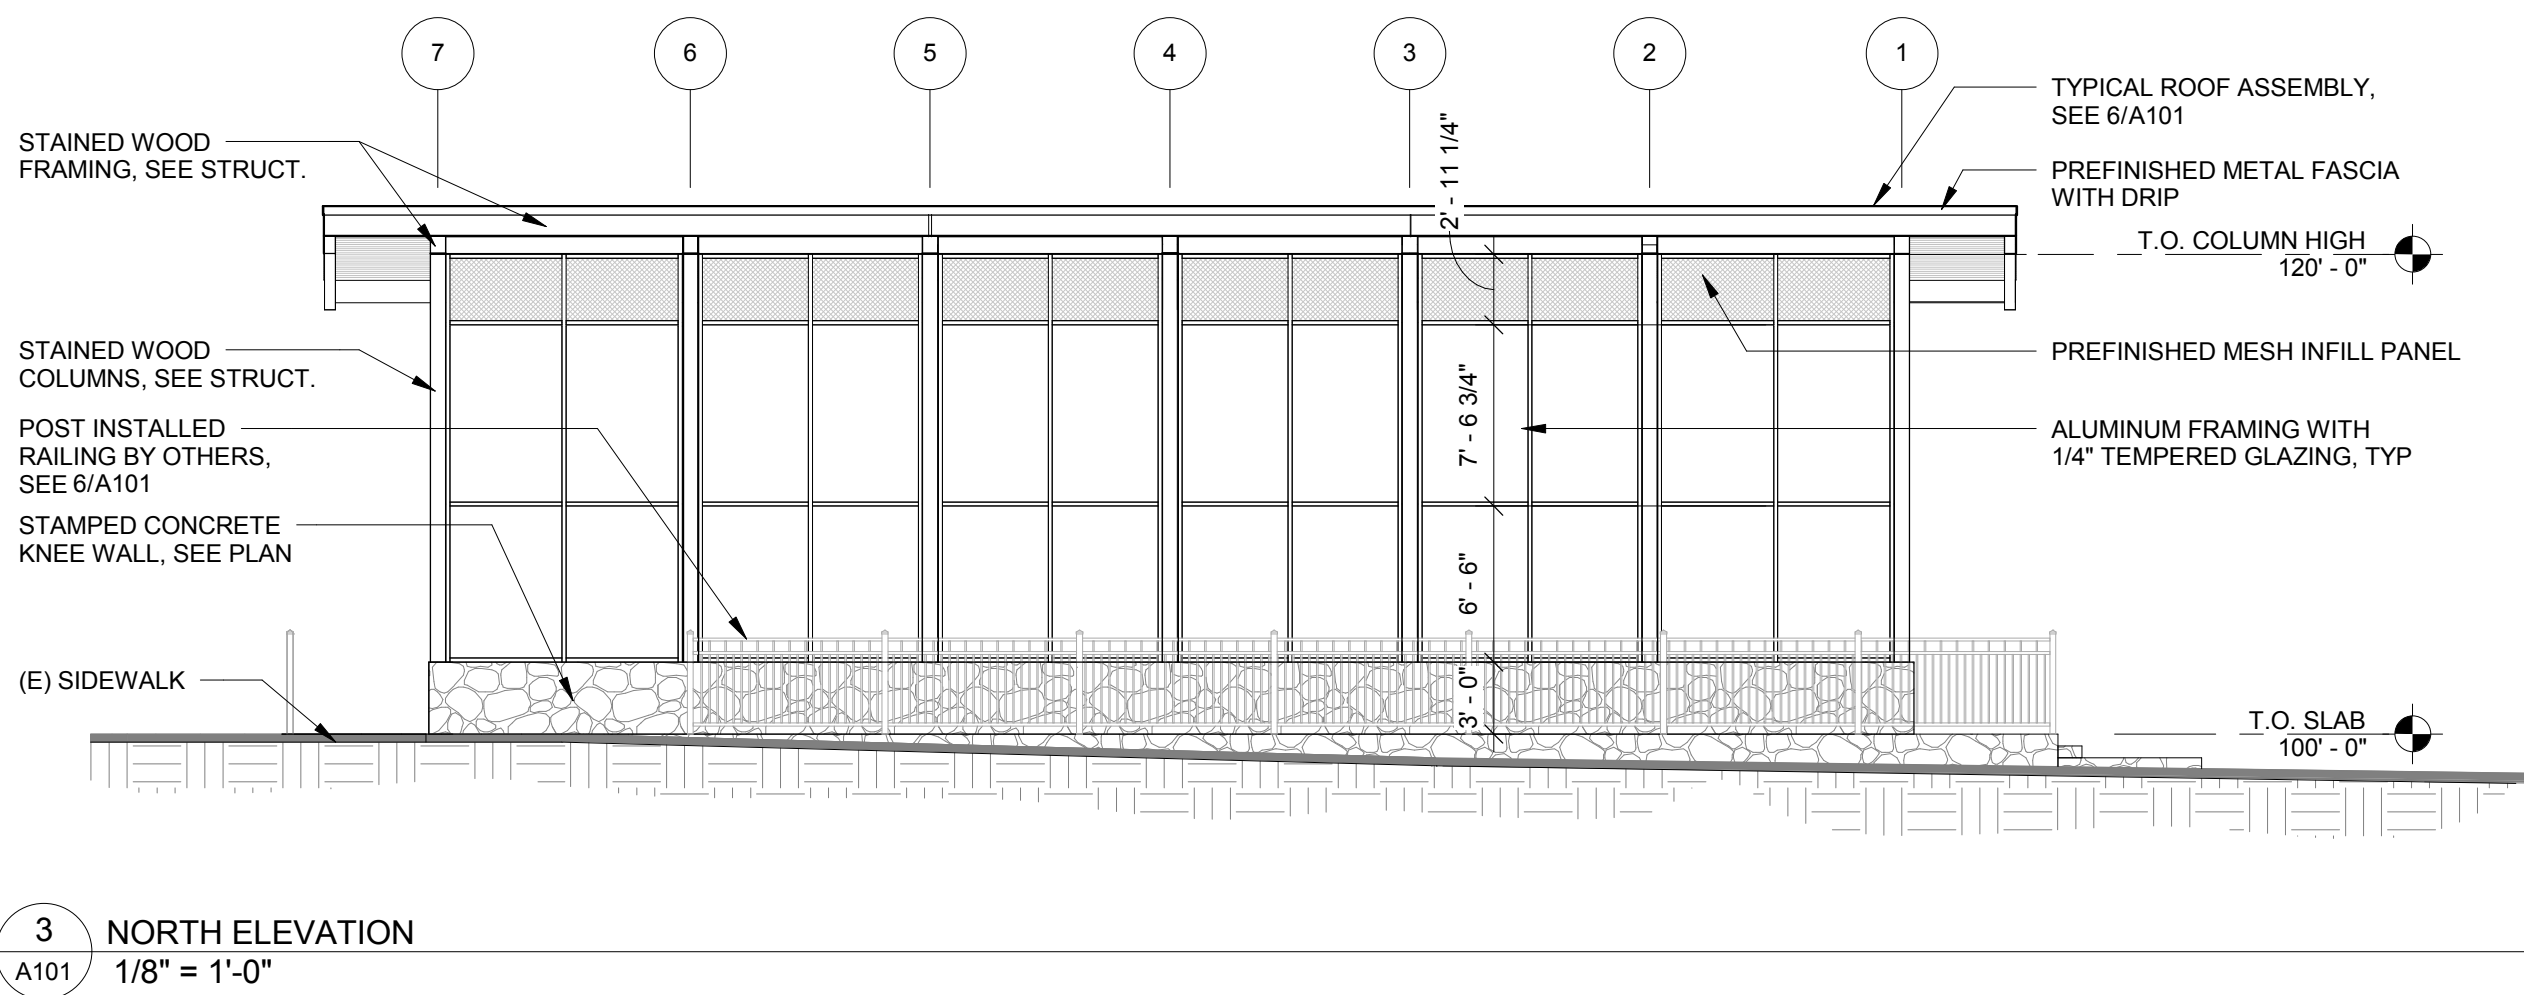 7
6
5
4
3
2
1
STAINED WOOD
FRAMING, SEE STRUCT.
STAINED WOOD
COLUMNS, SEE STRUCT.
POST INSTALLED
RAILING BY OTHERS,
SEE 6/A101
STAMPED CONCRETE
KNEE WALL, SEE PLAN
(E) SIDEWALK
2' - 11 1/4"
7' - 6 3/4"
6' - 6"
3' - 0"
TYPICAL ROOF ASSEMBLY,
SEE 6/A101
PREFINISHED METAL FASCIA
WITH DRIP
T.O. COLUMN HIGH
120' - 0"
PREFINISHED MESH INFILL PANEL
ALUMINUM FRAMING WITH
1/4" TEMPERED GLAZING, TYP
T.O. SLAB
100' - 0"
3
A101
NORTH ELEVATION
1/8" = 1'-0"